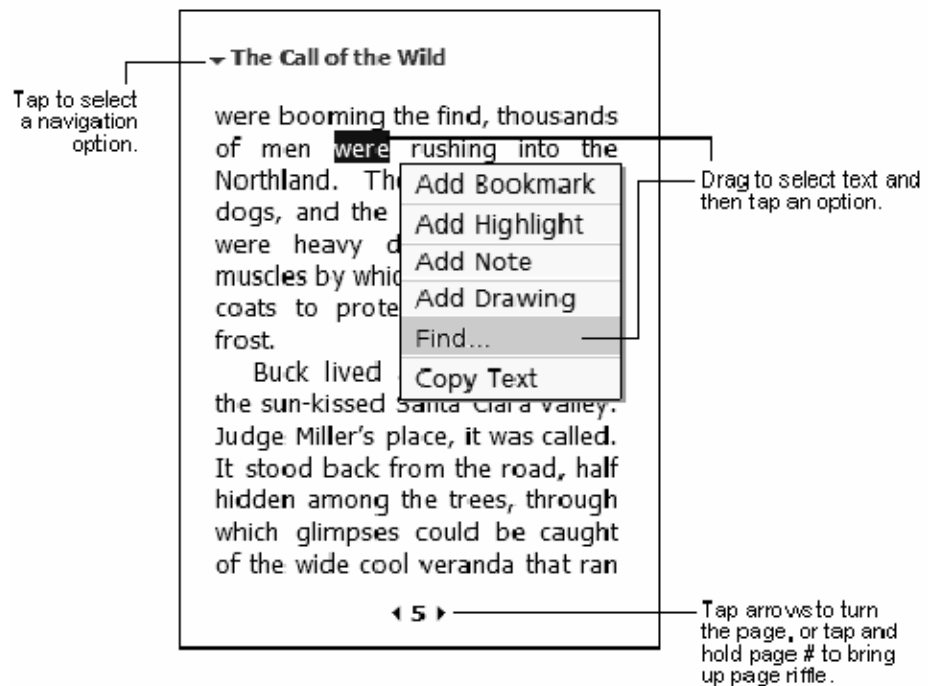 The Call of the Wild
Tap to select
a navigation
option.
were booming the find, thousands
of men were rushing into the
Northland. The
dogs, and the
were heavy d
muscles by whic
coats to prote
frost.
Add Bookmark
Add Highlight
Add Note
Add Drawing
Find...
Copy Text
Drag to select text and
then tap an option.
Buck lived
the sun-kissed Santa Clara Valley.
Judge Miller's place, it was called.
It stood back from the road, half
hidden among the trees, through
which glimpses could be caught
of the wide cool veranda that ran
5
Tap arrows to turn
the page, or tap and
hold page # to bring
up page riffle.